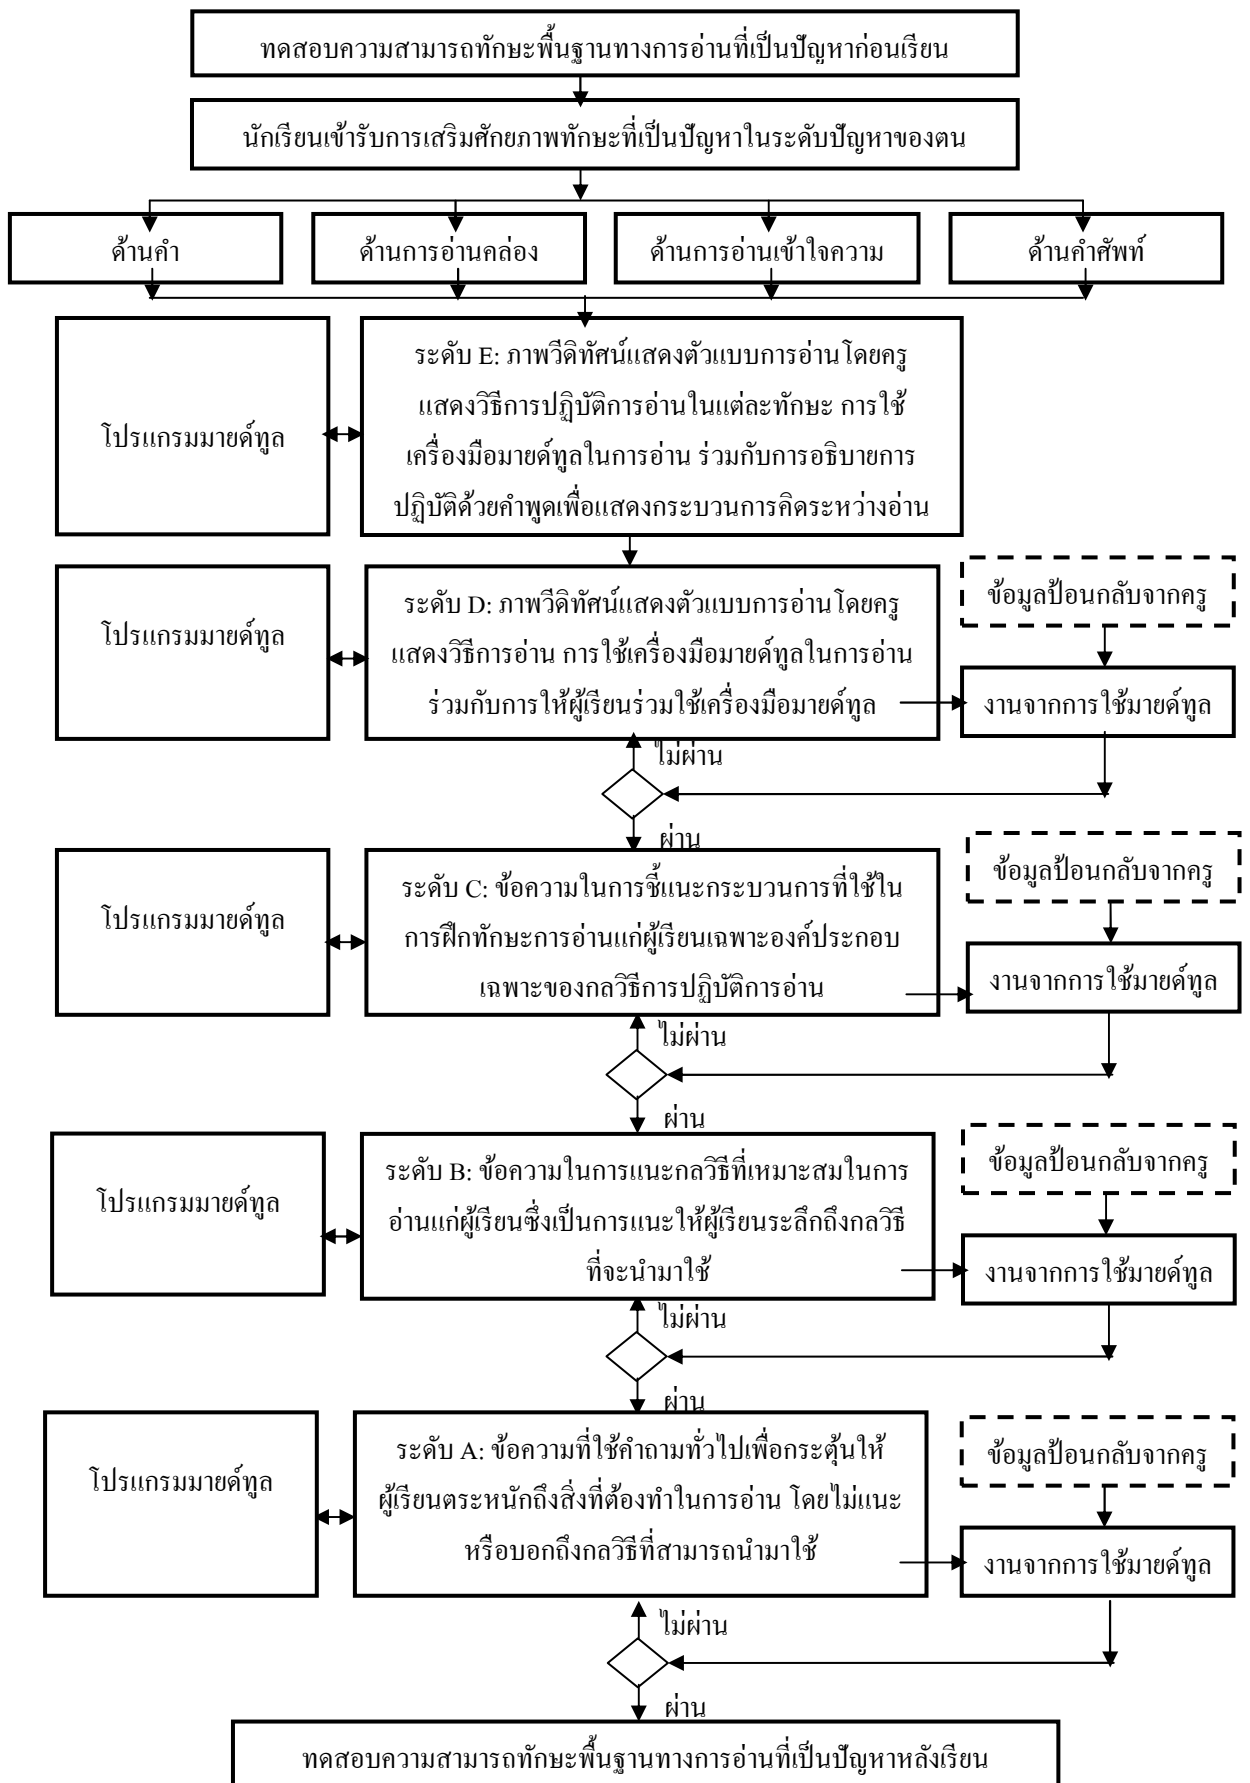 ทดสอบความสามารถทักษะพื้นฐานทางการอ่านที่เป็นปัญหาก่อนเรียน
นักเรียนเข้ารับการเสริมศักยภาพทักษะที่เป็นปัญหาในระดับปัญหาของตน
ด้านคำ
ด้านการอ่านคล่อง
ด้านการอ่านเข้าใจความ
ด้านคำศัพท์
โปรแกรมมายด์ทูล
ระดับ E: ภาพวีดิทัศน์แสดงตัวแบบการอ่านโดยครู
แสดงวิธีการปฏิบัติการอ่านในแต่ละทักษะ การใช้
เครื่องมือมายด์ทูลในการอ่าน ร่วมกับการอธิบายการ
ปฏิบัติด้วยคำพูดเพื่อแสดงกระบวนการคิดระหว่างอ่าน
โปรแกรมมายด์ทูล
ระดับ D: ภาพวีดิทัศน์แสดงตัวแบบการอ่านโดยครู
แสดงวิธีการอ่าน การใช้เครื่องมือมายด์ทูลในการอ่าน
ร่วมกับการให้ผู้เรียนร่วมใช้เครื่องมือมายด์ทูล
ข้อมูลป้อนกลับจากครู
งานจากการใช้มายด์ทูล
ไม่ผ่าน
ผ่าน
โปรแกรมมายด์ทูล
ระดับ C: ข้อความในการชี้แนะกระบวนการที่ใช้ใน
การฝึกทักษะการอ่านแก่ผู้เรียนเฉพาะองค์ประกอบ
เฉพาะของกลวิธีการปฏิบัติการอ่าน
ข้อมูลป้อนกลับจากครู
งานจากการใช้มายด์ทูล
ไม่ผ่าน
ผ่าน
โปรแกรมมายด์ทูล
ระดับ B: ข้อความในการแนะกลวิธีที่เหมาะสมในการ
อ่านแก่ผู้เรียนซึ่งเป็นการแนะให้ผู้เรียนระลึกถึงกลวิธี
ที่จะนำมาใช้
ข้อมูลป้อนกลับจากครู
งานจากการใช้มายด์ทูล
ไม่ผ่าน
ผ่าน
โปรแกรมมายด์ทูล
ระดับ A: ข้อความที่ใช้คำถามทั่วไปเพื่อกระตุ้นให้
ผู้เรียนตระหนักถึงสิ่งที่ต้องทำในการอ่าน โดยไม่แนะ
หรือบอกถึงกลวิธีที่สามารถนำมาใช้
ข้อมูลป้อนกลับจากครู
งานจากการใช้มายด์ทูล
ไม่ผ่าน
ผ่าน
ทดสอบความสามารถทักษะพื้นฐานทางการอ่านที่เป็นปัญหาหลังเรียน